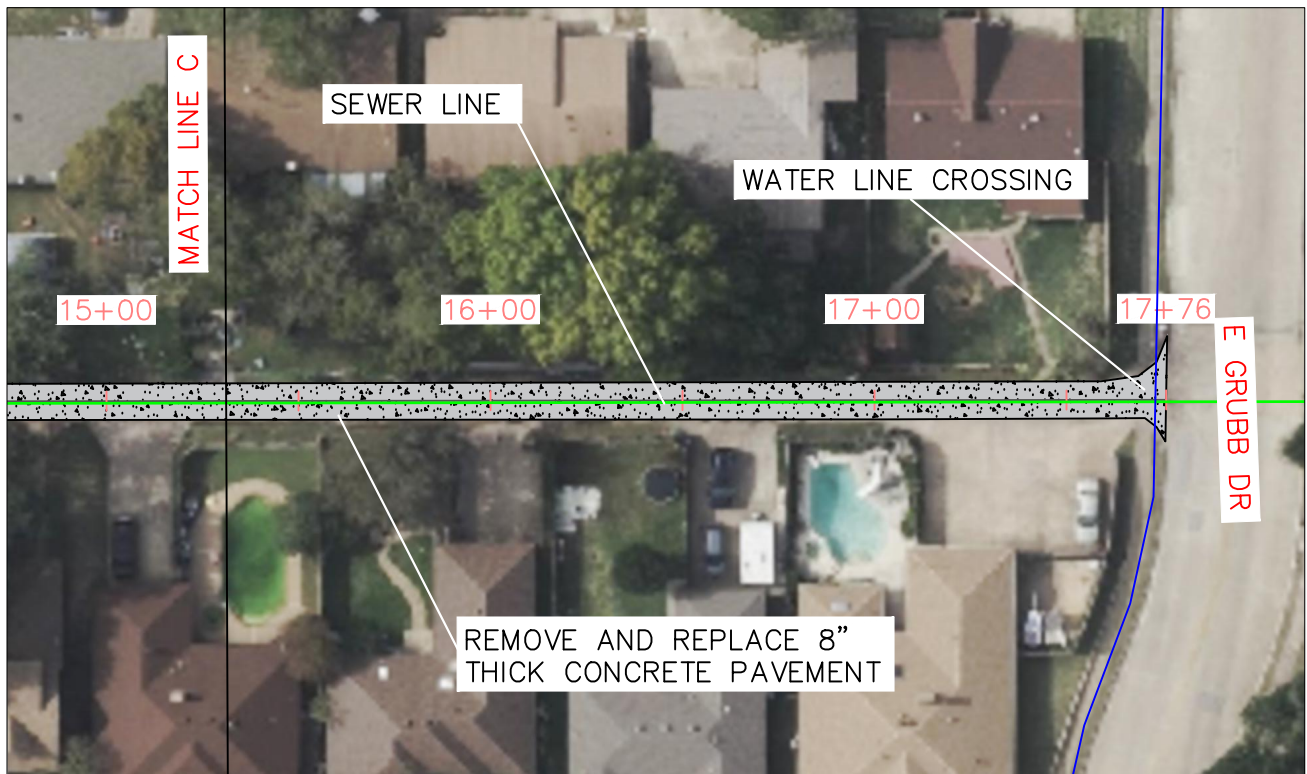 MATCH LINE C
SEWER LINE
WATER LINE CROSSING
15+00
16+00
17+00
17+76
E GRUBB DR
REMOVE AND REPLACE 8”
THICK CONCRETE PAVEMENT